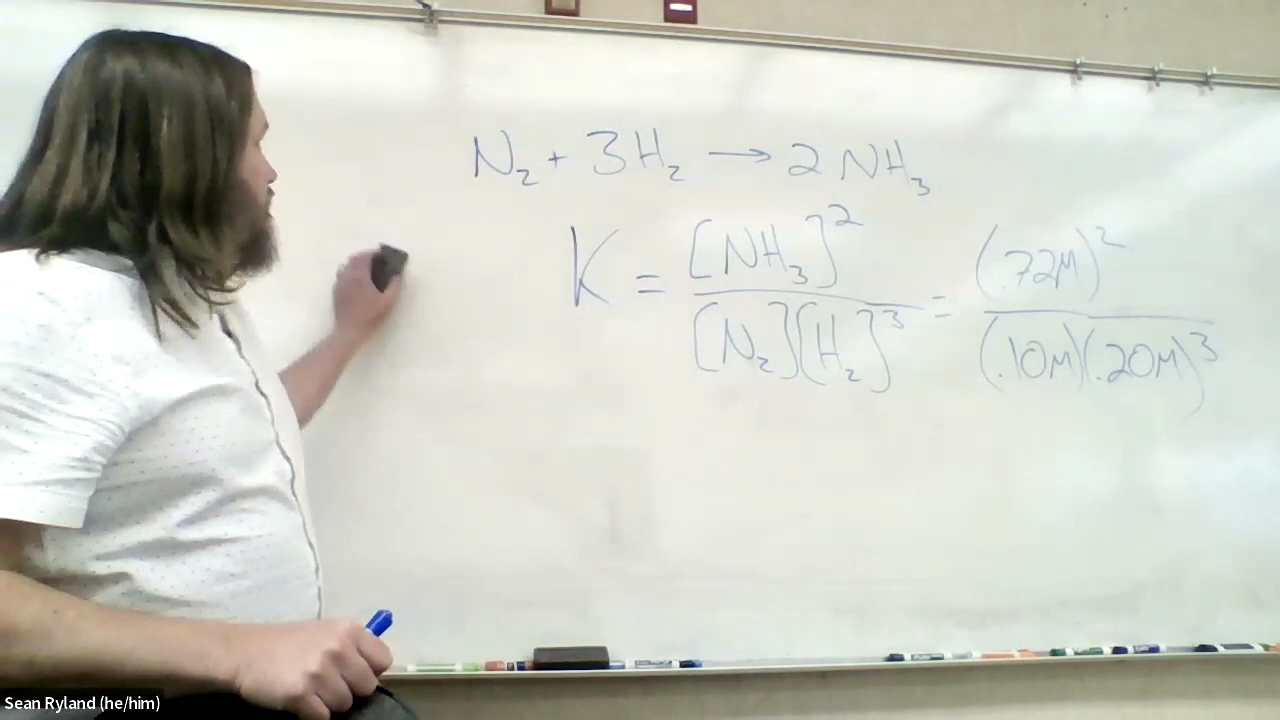 N₂ + 3H₂ → 2NH₃
K = [NH₃]² / [N₂][H₂]³ = (.72M)² / (.10M)(.20M)³
Sean Ryland (he/him)